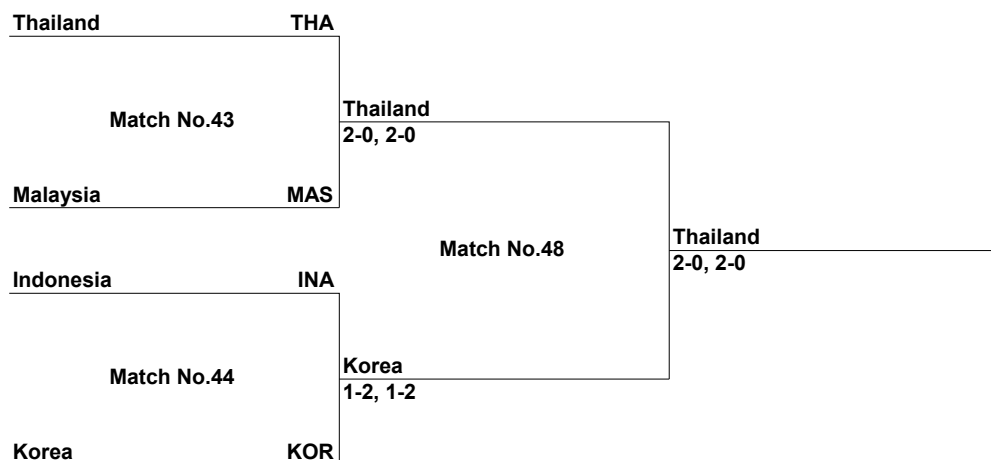 Thailand THA
Thailand
Match No.43
2-0, 2-0
Malaysia MAS
Thailand
Match No.48
2-0, 2-0
Indonesia INA
Korea
Match No.44
1-2, 1-2
Korea KOR